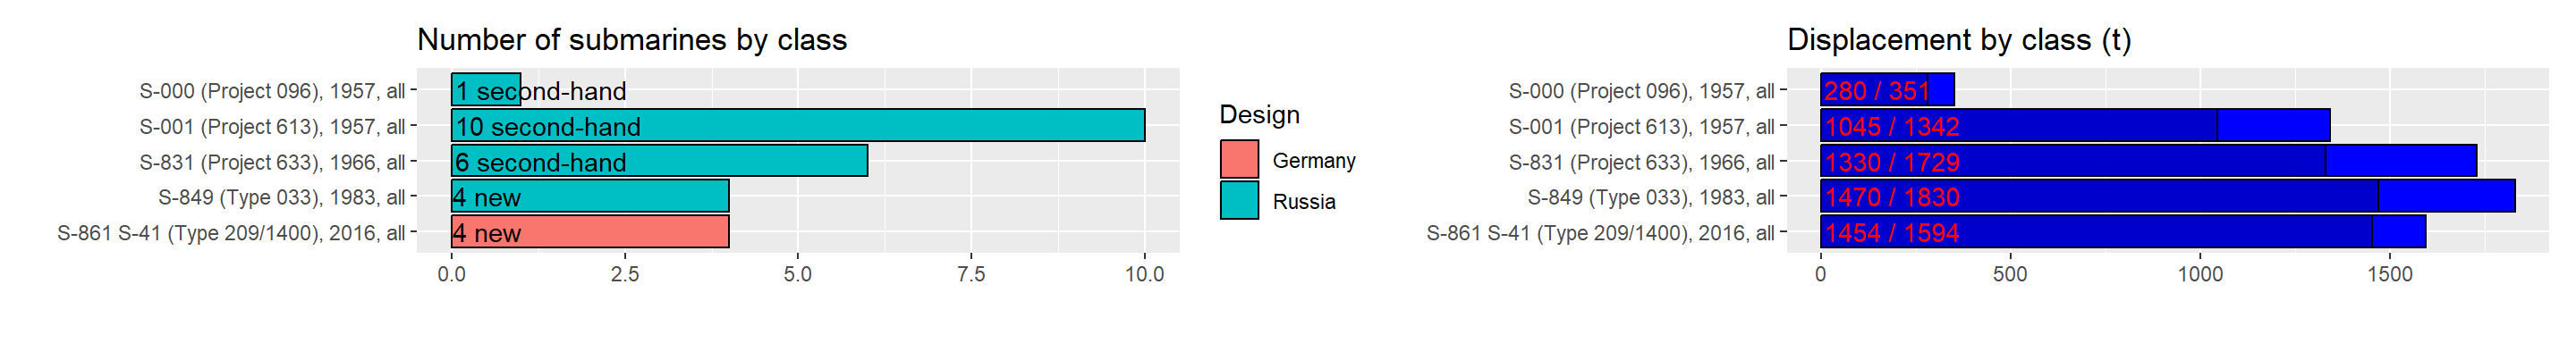 Number of submarines by class
S-000 (Project 096), 1957, all
1 second-hand
S-001 (Project 613), 1957, all
10 second-hand
S-831 (Project 633), 1966, all
6 second-hand
S-849 (Type 033), 1983, all
4 new
S-861 S-41 (Type 209/1400), 2016, all
4 new
0.0 2.5 5.0 7.5 10.0
Design
Germany
Russia
Displacement by class (t)
S-000 (Project 096), 1957, all
280 / 351
S-001 (Project 613), 1957, all
1045 / 1342
S-831 (Project 633), 1966, all
1330 / 1729
S-849 (Type 033), 1983, all
1470 / 1830
S-861 S-41 (Type 209/1400), 2016, all
1454 / 1594
0 500 1000 1500